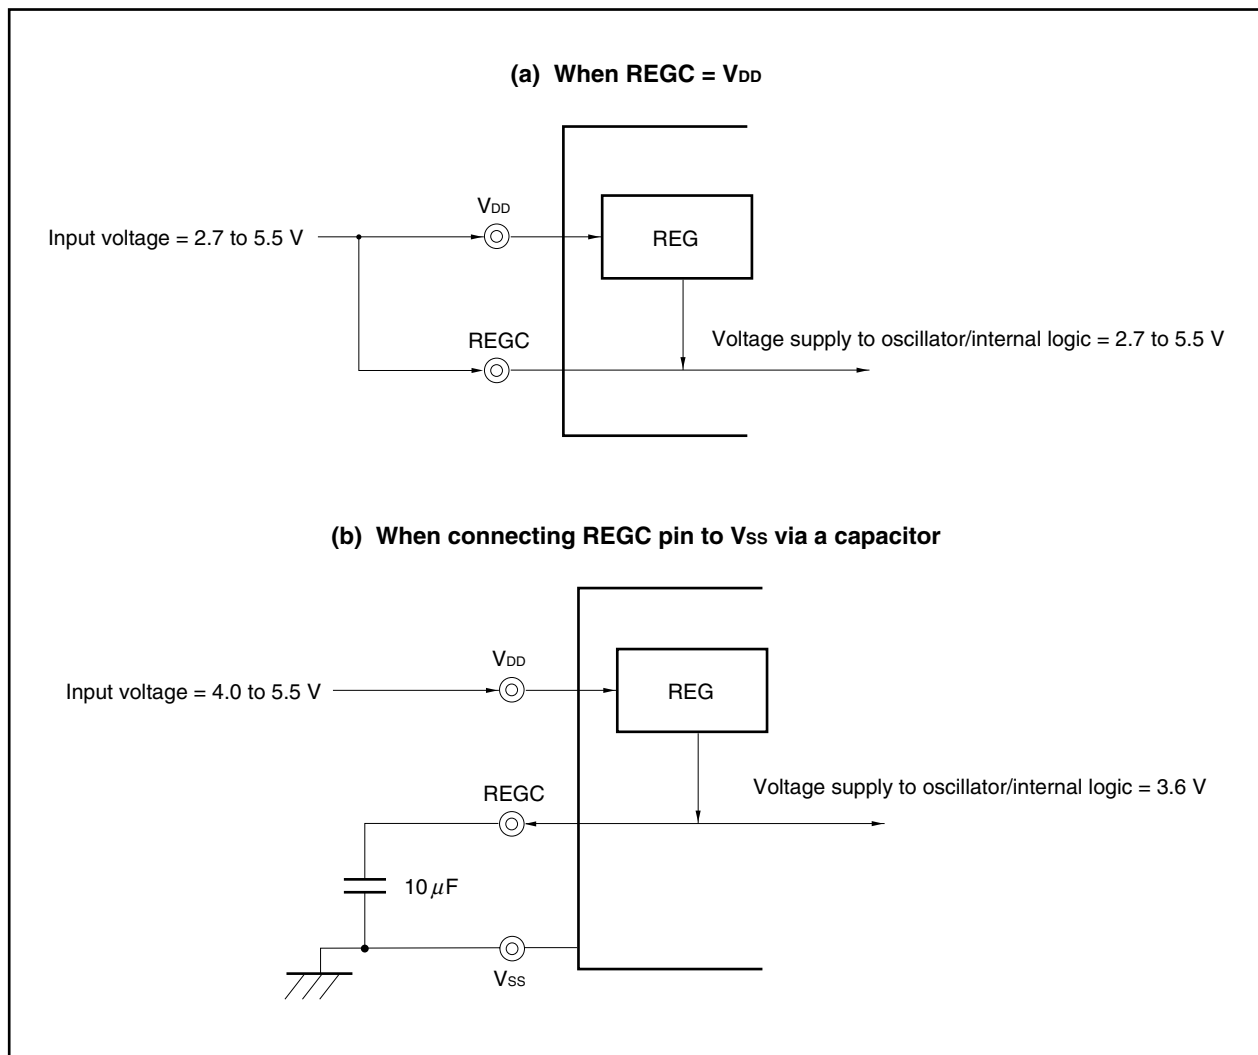 (a) When REGC = VDD
VDD
Input voltage = 2.7 to 5.5 V
REG
REGC
Voltage supply to oscillator/internal logic = 2.7 to 5.5 V
(b) When connecting REGC pin to VSS via a capacitor
VDD
Input voltage = 4.0 to 5.5 V
REG
REGC
Voltage supply to oscillator/internal logic = 3.6 V
10 μF
VSS